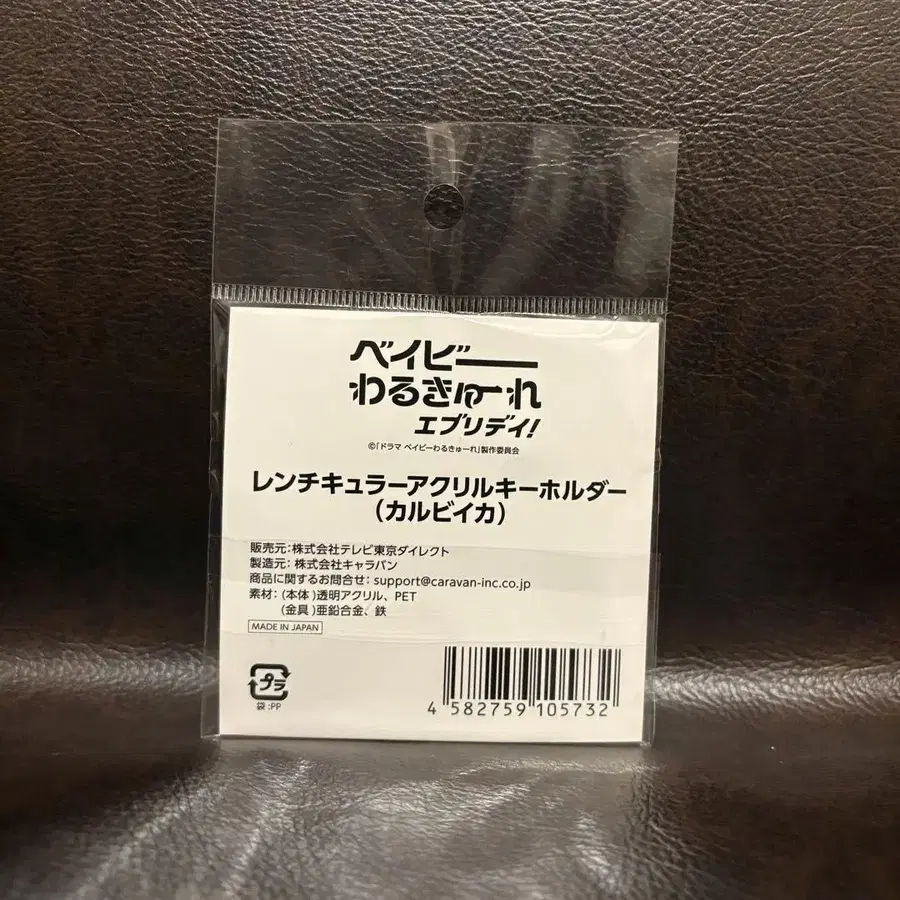 ベイビー
わるきゅーれ
エブリデイ!
©「ドラマ ベイビーわるきゅーれ」製作委員会
レンチキュラーアクリルキーホルダー
（カルビイカ）
販売元：株式会社テレビ東京ダイレクト
製造元：株式会社キャラバン
商品に関するお問合せ：support@caravan-inc.co.jp
素材：(本体)透明アクリル、PET
(金具)亜鉛合金、鉄
MADE IN JAPAN
プラ
袋:PP
4 582759 105732